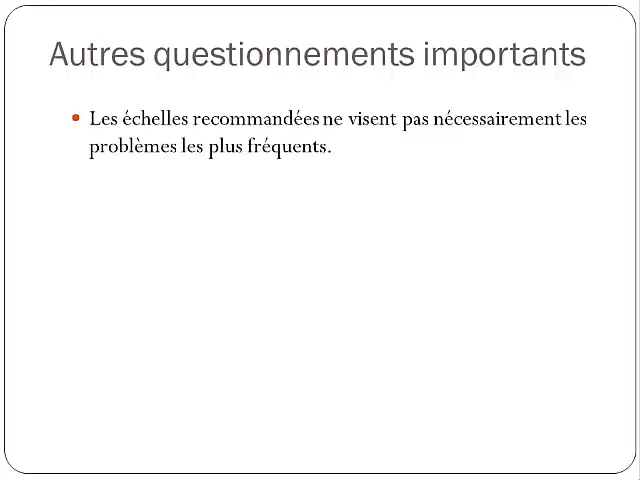 Autres questionnements importants
Les échelles recommandées ne visent pas nécessairement les
problèmes les plus fréquents.